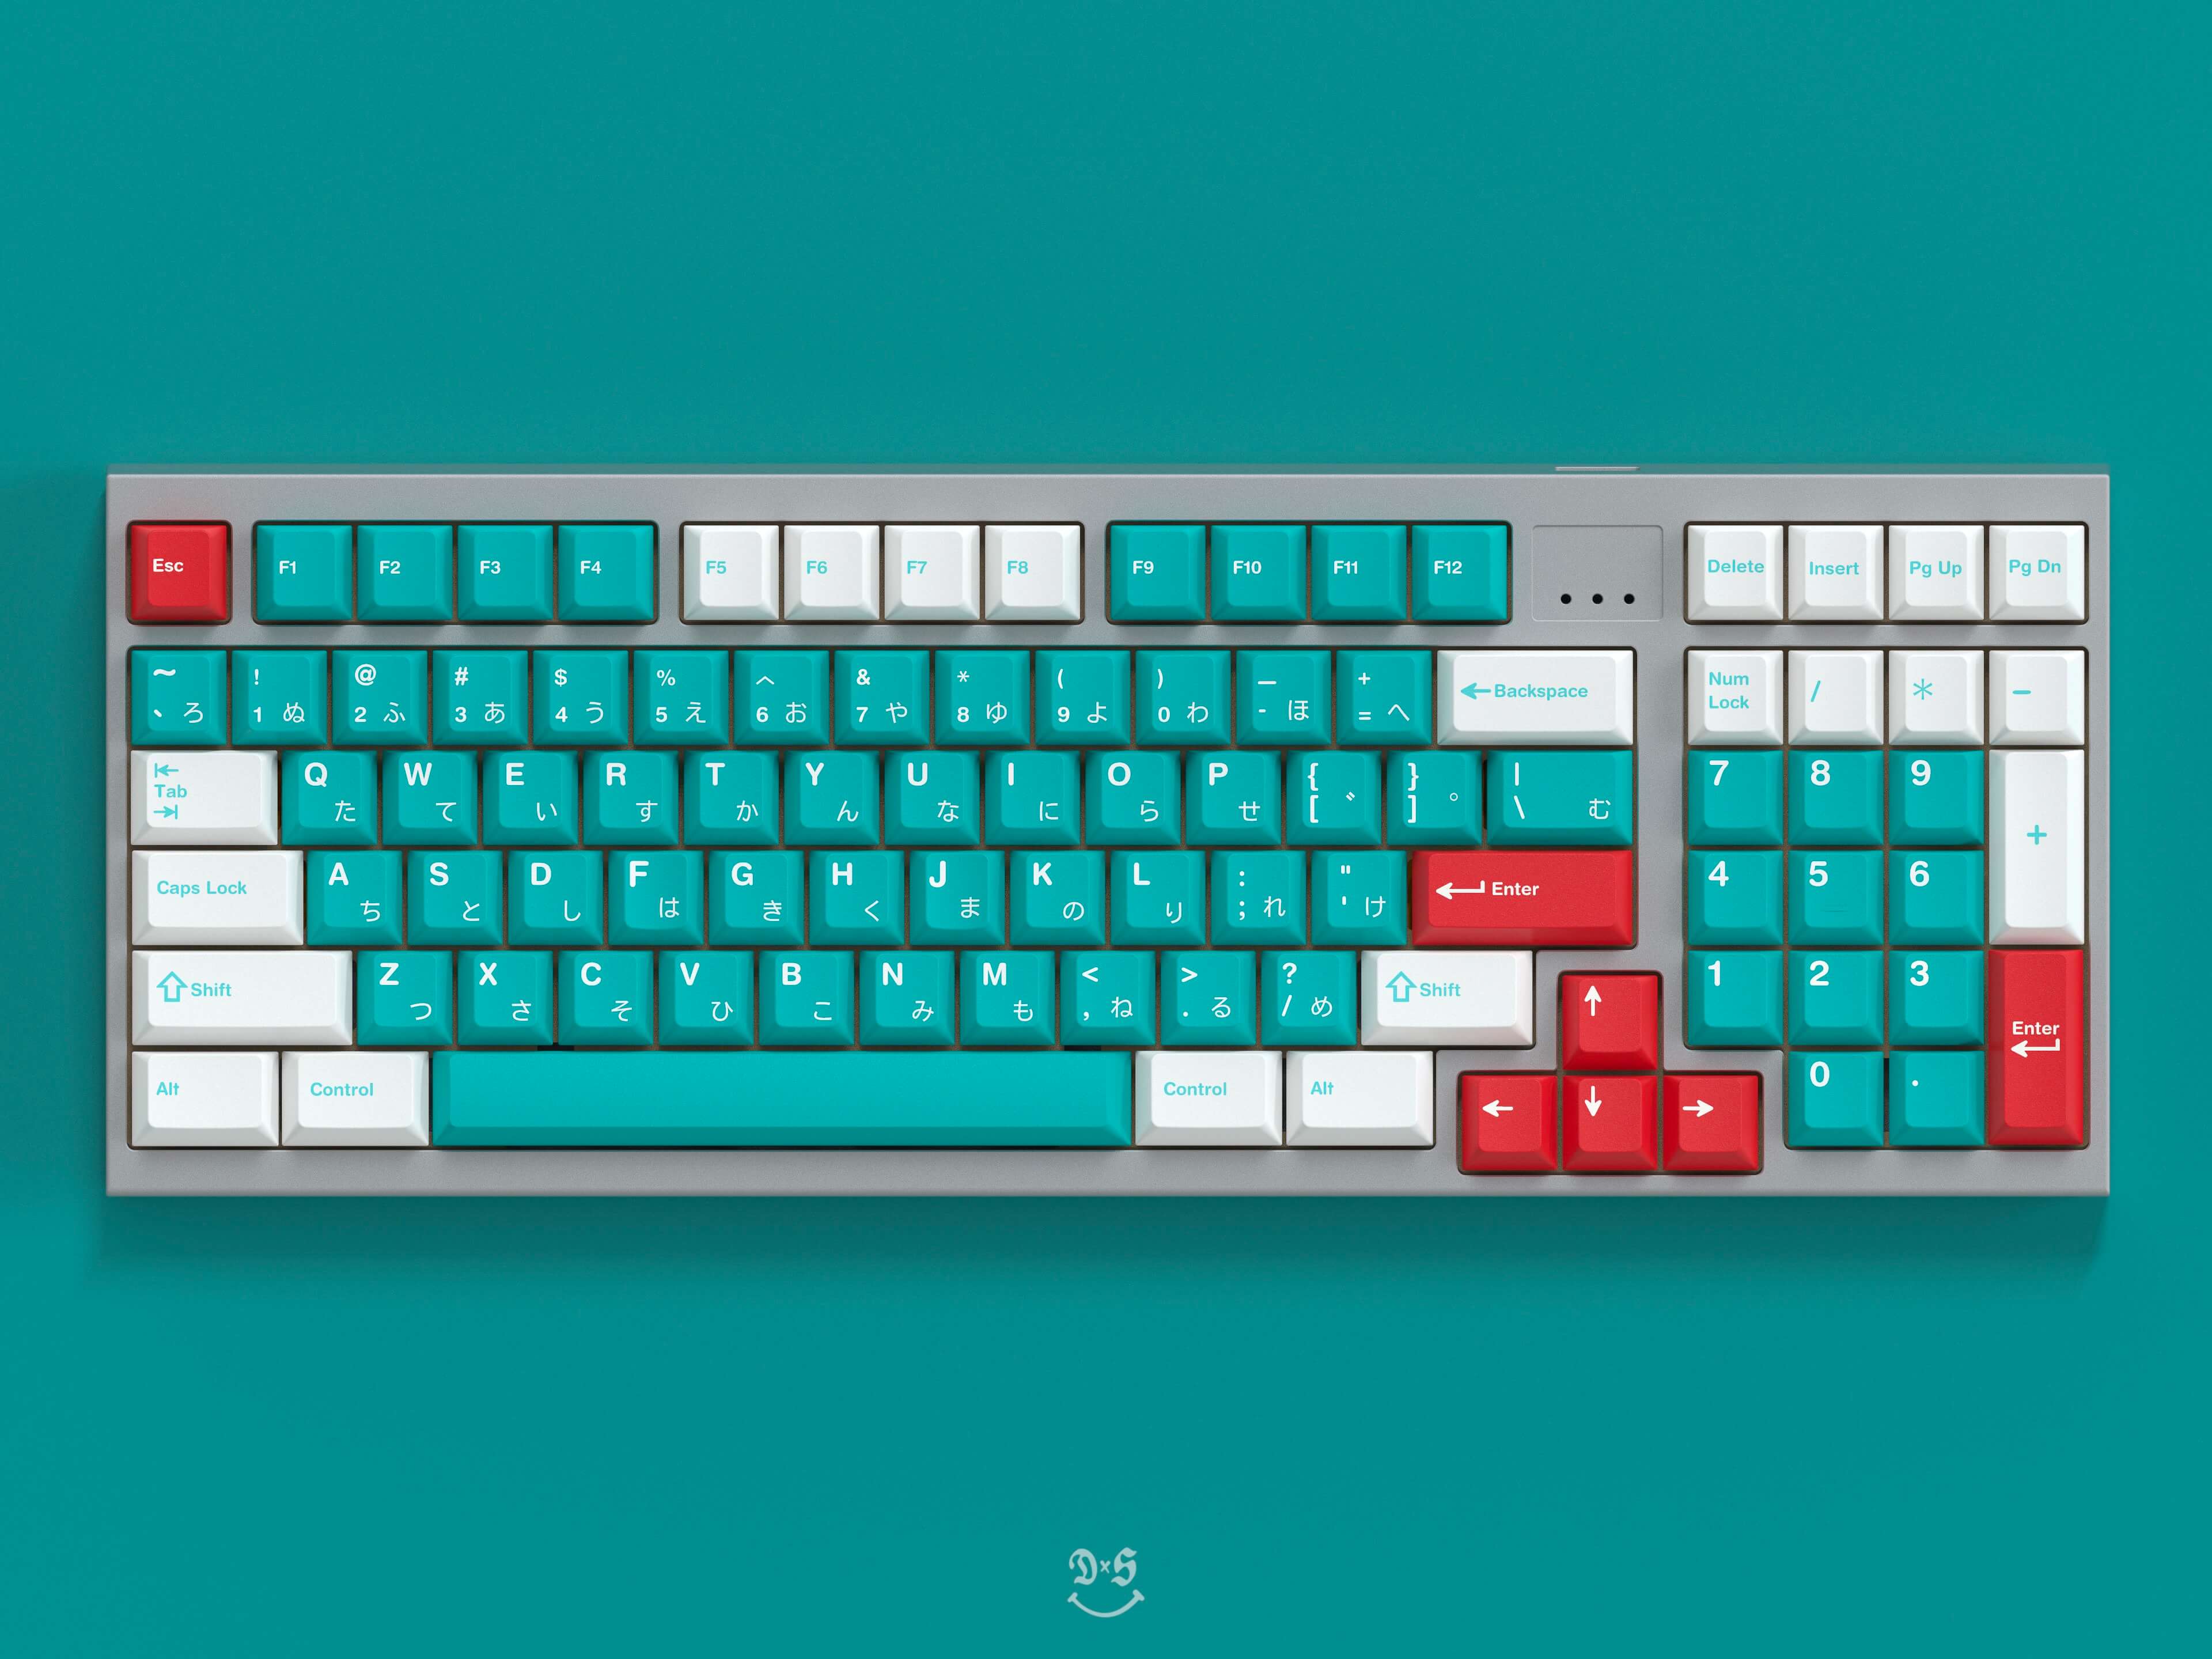 Esc F1 F2 F3 F4 F5 F6 F7 F8 F9 F10 F11 F12 Delete Insert Pg Up Pg Dn
~ ! @ # $ % ^ & * ( ) _ +
` ろ 1 ぬ 2 ふ 3 あ 4 う 5 え 6 お 7 や 8 ゆ 9 よ 0 わ - ほ = へ ← Backspace Num Lock / * -
Tab Q W E R T Y U I O P { } | 7 8 9 +
た て い す か ん な に ら せ [ ゛ ] ゜ \ む
Caps Lock A S D F G H J K L : " ← Enter 4 5 6
ち と し は き く ま の り ; れ ' け
⇧ Shift Z X C V B N M < > ? ⇧ Shift ↑ 1 2 3 Enter ←
つ さ そ ひ こ み も , ね . る / め
Alt Control Control Alt ← ↓ → 0 .
D×S